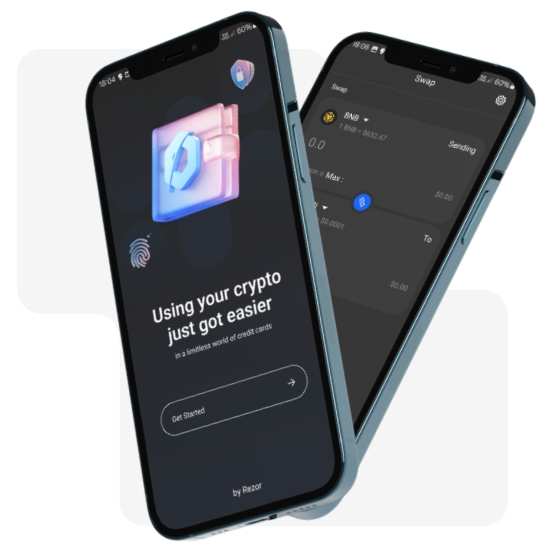 18:04
60%
Using your crypto
just got easier
in a limitless world of credit cards
Get Started
by Rezor
18:06
60%
Swap
Swap
BNB
1 BNB = $632.47
Sending
0.0
Max :
$0.00
To
$0.0001
$0.00